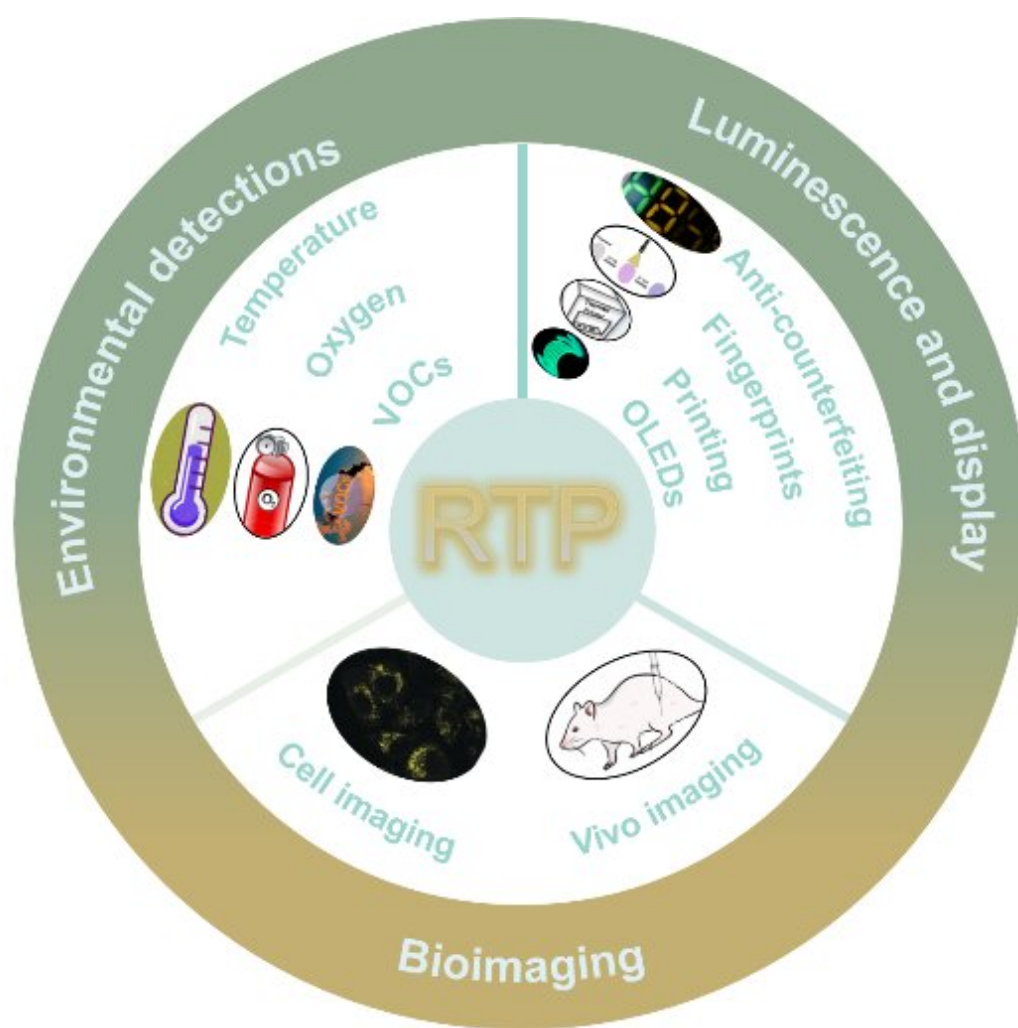 Environmental detections
Temperature
Oxygen
VOCs
Luminescence and display
Anti-counterfeiting
Fingerprints
Printing
OLEDs
RTP
Cell imaging
Vivo imaging
Bioimaging